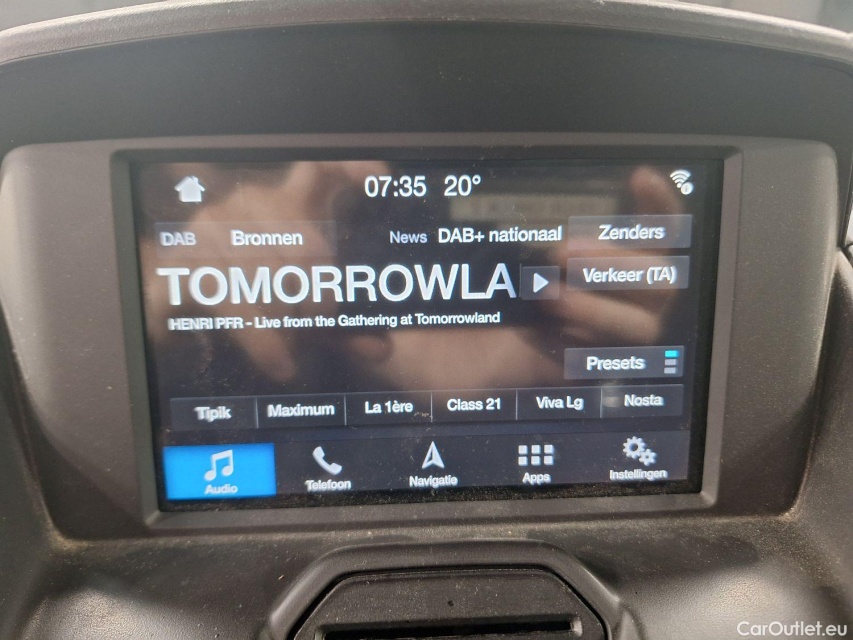 07:35 20°
DAB Bronnen News DAB+ nationaal Zenders
TOMORROWLA
Verkeer (TA)
HENRI PFR - Live from the Gathering at Tomorrowland
Presets
Tipik Maximum La 1ère Class 21 Viva Lg Nosta
Audio Telefoon Navigatie Apps Instellingen
CarOutlet.eu